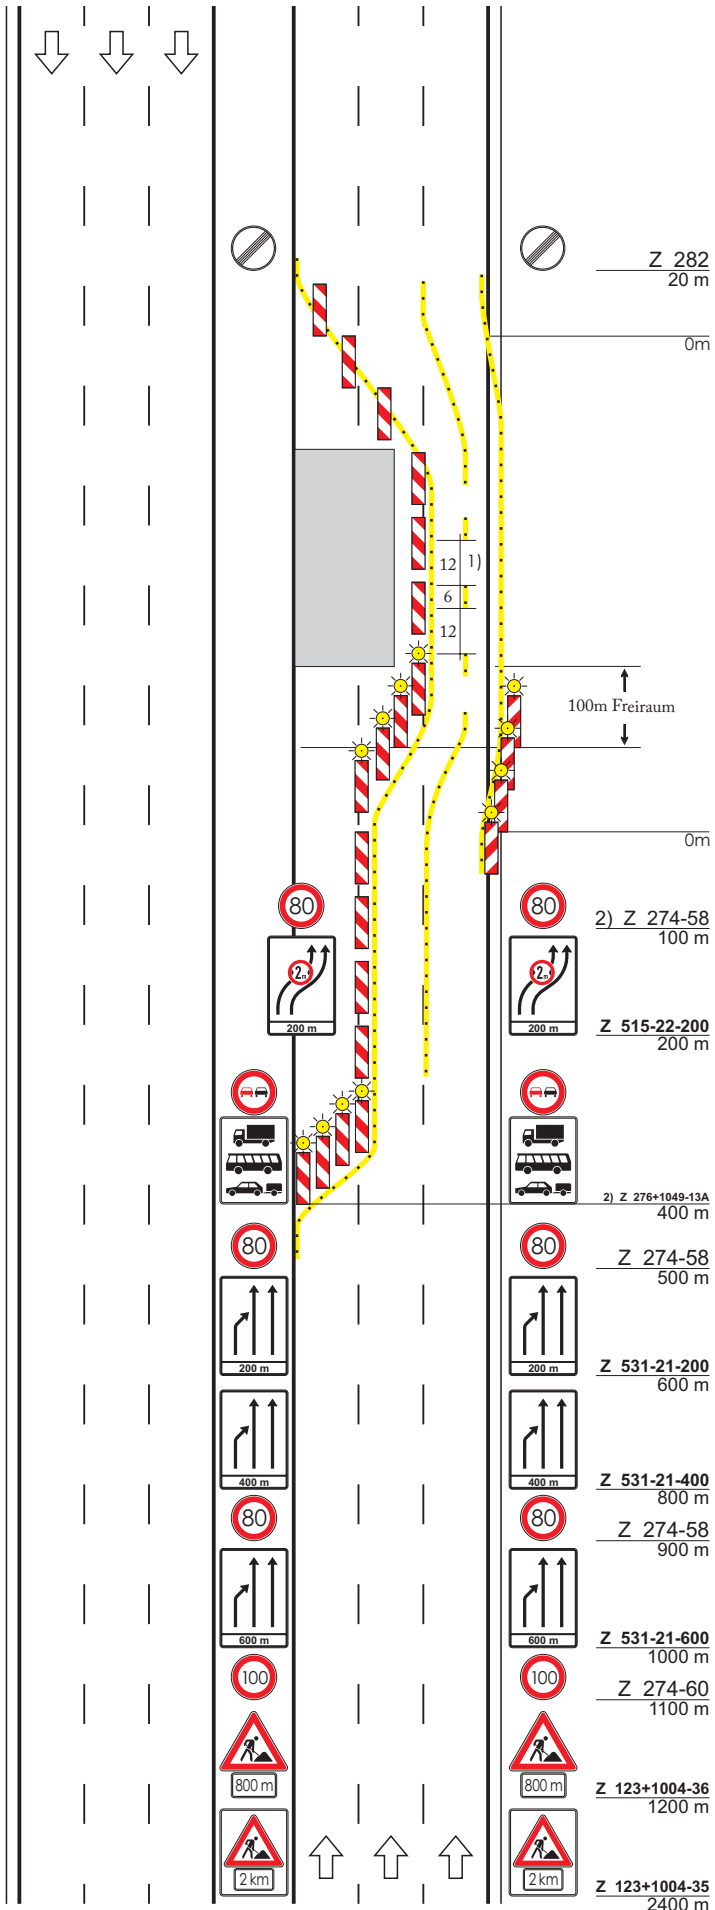 Z 282
20 m
0m
12
1)
6
12
100m Freiraum
0m
80
80
2) Z 274-58
100 m
2m
200 m
2m
200 m
Z 515-22-200
200 m
2) Z 276+1049-13A
400 m
80
80
Z 274-58
500 m
200 m
200 m
Z 531-21-200
600 m
400 m
400 m
Z 531-21-400
800 m
80
80
Z 274-58
900 m
600 m
600 m
Z 531-21-600
1000 m
100
100
Z 274-60
1100 m
800 m
800 m
Z 123+1004-36
1200 m
2 km
2 km
Z 123+1004-35
2400 m